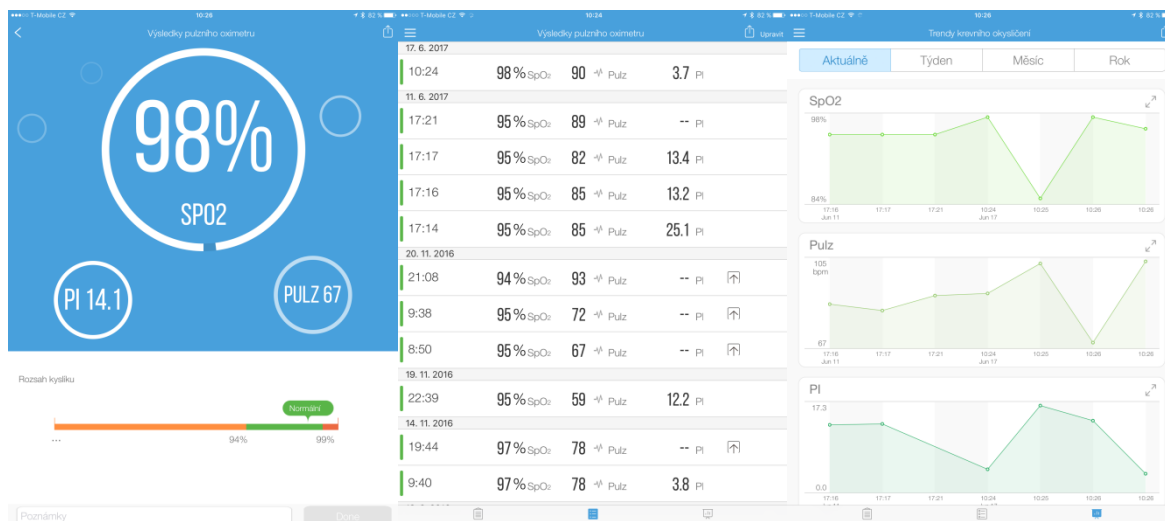 T-Mobile CZ 10:26 82 %
Výsledky pulzního oximetru
98%
SPO2
PI 14.1
PULZ 67
Rozsah kyslíku
Normální
... 94% 99%
Poznámky Done
T-Mobile CZ 10:24 82 %
Výsledky pulzního oximetru Upravit
17. 6. 2017
10:24 98 % SpO₂ 90 Pulz 3.7 PI
11. 6. 2017
17:21 95 % SpO₂ 89 Pulz -- PI
17:17 95 % SpO₂ 82 Pulz 13.4 PI
17:16 95 % SpO₂ 85 Pulz 13.2 PI
17:14 95 % SpO₂ 85 Pulz 25.1 PI
20. 11. 2016
21:08 94 % SpO₂ 93 Pulz -- PI
9:38 95 % SpO₂ 72 Pulz -- PI
8:50 95 % SpO₂ 67 Pulz -- PI
19. 11. 2016
22:39 95 % SpO₂ 59 Pulz 12.2 PI
14. 11. 2016
19:44 97 % SpO₂ 78 Pulz -- PI
9:40 97 % SpO₂ 78 Pulz 3.8 PI
T-Mobile CZ 10:26 82 %
Trendy krevního okysličení
Aktuálně Týden Měsíc Rok
SpO2
98%
84%
17:16 17:17 17:21 10:24 10:25 10:26 10:26
Jun 11 Jun 17
Pulz
105
bpm
67
17:16 17:17 17:21 10:24 10:25 10:26 10:26
Jun 11 Jun 17
PI
17.3
0.0
17:16 17:17 17:21 10:24 10:25 10:26 10:26